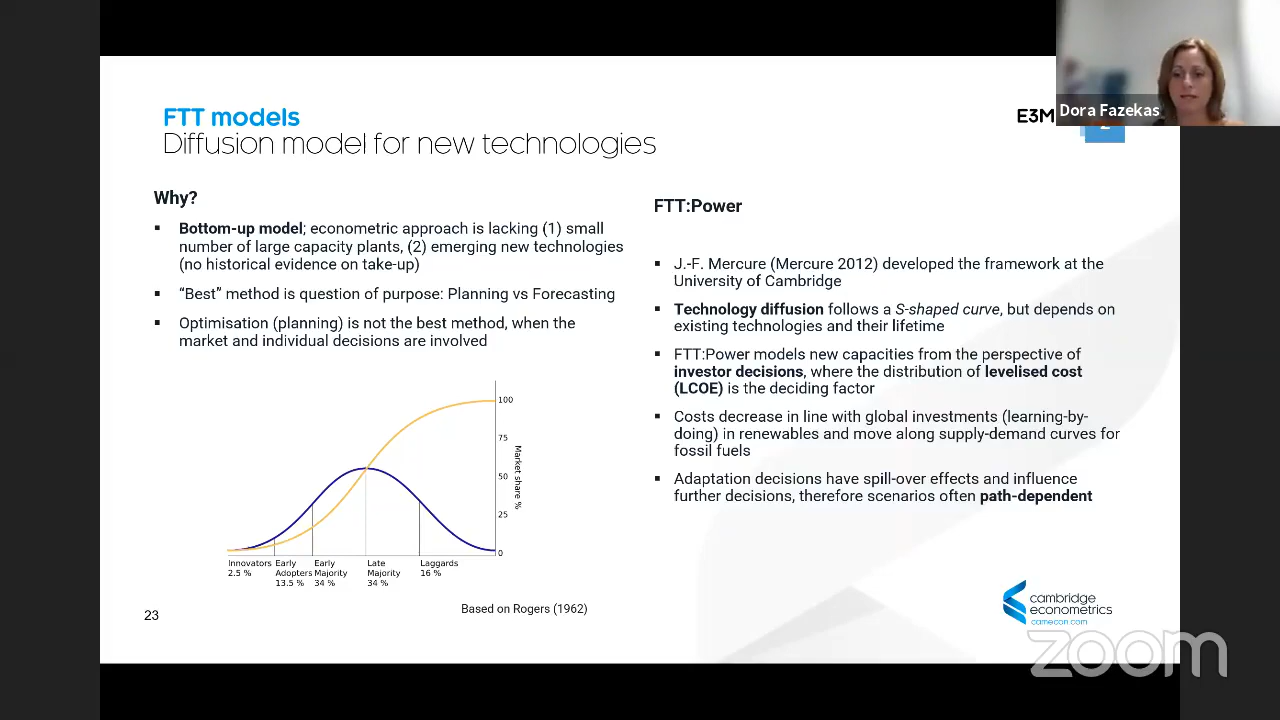 FTT models
Diffusion model for new technologies
E3M
Dora Fazekas
Why?
▪ Bottom-up model; econometric approach is lacking (1) small
number of large capacity plants, (2) emerging new technologies
(no historical evidence on take-up)
▪ “Best” method is question of purpose: Planning vs Forecasting
▪ Optimisation (planning) is not the best method, when the
market and individual decisions are involved
100
75
50
25
0
Market share %
Innovators
2.5 %
Early
Adopters
13.5 %
Early
Majority
34 %
Late
Majority
34 %
Laggards
16 %
Based on Rogers (1962)
23
FTT:Power
▪ J.-F. Mercure (Mercure 2012) developed the framework at the
University of Cambridge
▪ Technology diffusion follows a S-shaped curve, but depends on
existing technologies and their lifetime
▪ FTT:Power models new capacities from the perspective of
investor decisions, where the distribution of levelised cost
(LCOE) is the deciding factor
▪ Costs decrease in line with global investments (learning-by-
doing) in renewables and move along supply-demand curves for
fossil fuels
▪ Adaptation decisions have spill-over effects and influence
further decisions, therefore scenarios often path-dependent
cambridge
econometrics
camecon.com
zoom